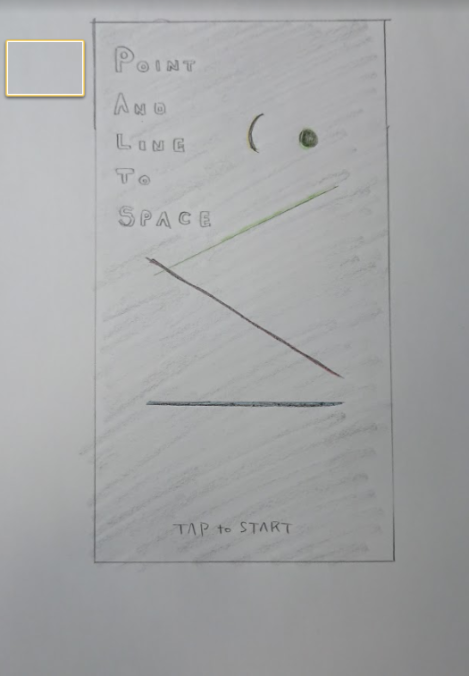 POINT
AND
LINE
TO
SPACE
TAP to START